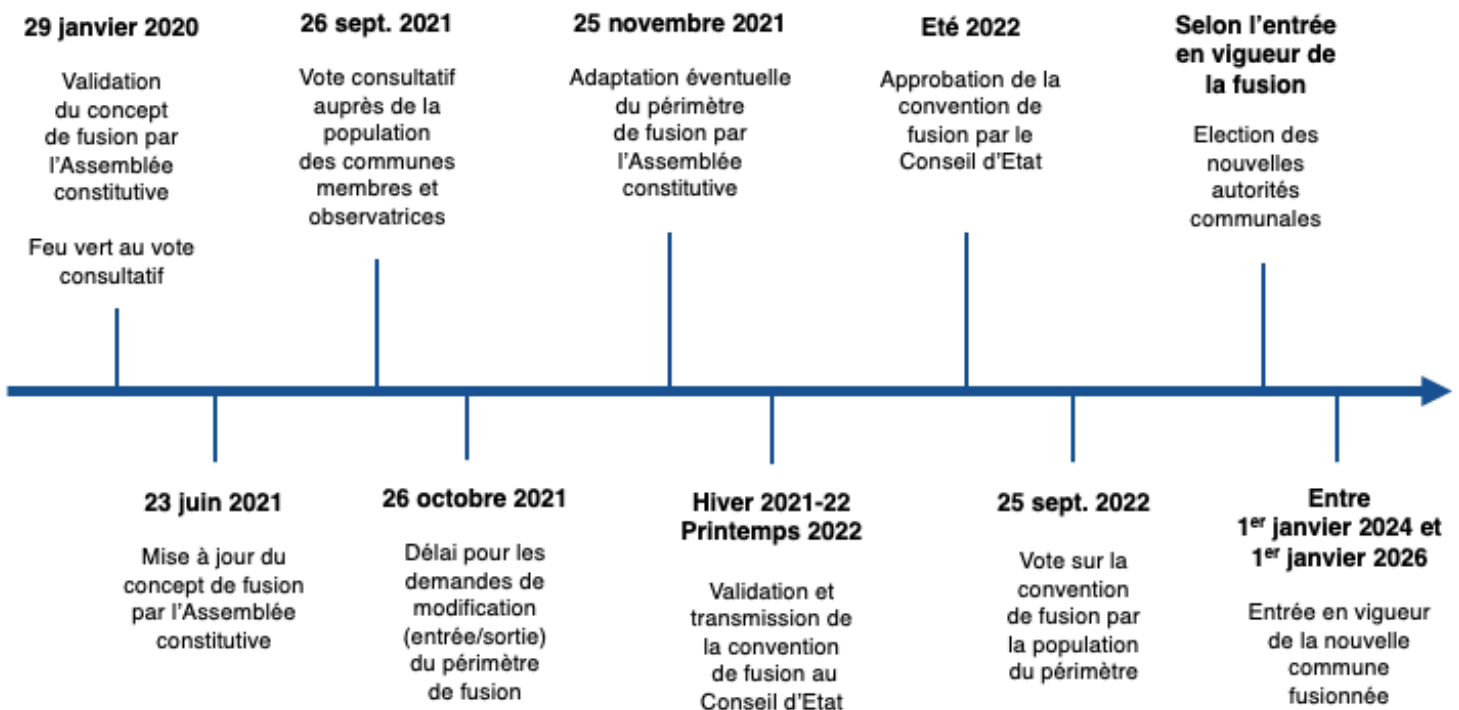 29 janvier 2020
Validation
du concept
de fusion par
l'Assemblée
constitutive
Feu vert au vote
consultatif
26 sept. 2021
Vote consultatif
auprès de la
population
des communes
membres et
observatrices
25 novembre 2021
Adaptation éventuelle
du périmètre
de fusion par
l'Assemblée
constitutive
Eté 2022
Approbation de la
convention de
fusion par le
Conseil d'Etat
Selon l'entrée
en vigueur de
la fusion
Election des
nouvelles
autorités
communales
23 juin 2021
Mise à jour du
concept de fusion
par l'Assemblée
constitutive
26 octobre 2021
Délai pour les
demandes de
modification
(entrée/sortie)
du périmètre
de fusion
Hiver 2021-22
Printemps 2022
Validation et
transmission de
la convention
de fusion au
Conseil d'Etat
25 sept. 2022
Vote sur la
convention
de fusion par
la population
du périmètre
Entre
1er janvier 2024 et
1er janvier 2026
Entrée en vigueur
de la nouvelle
commune
fusionnée